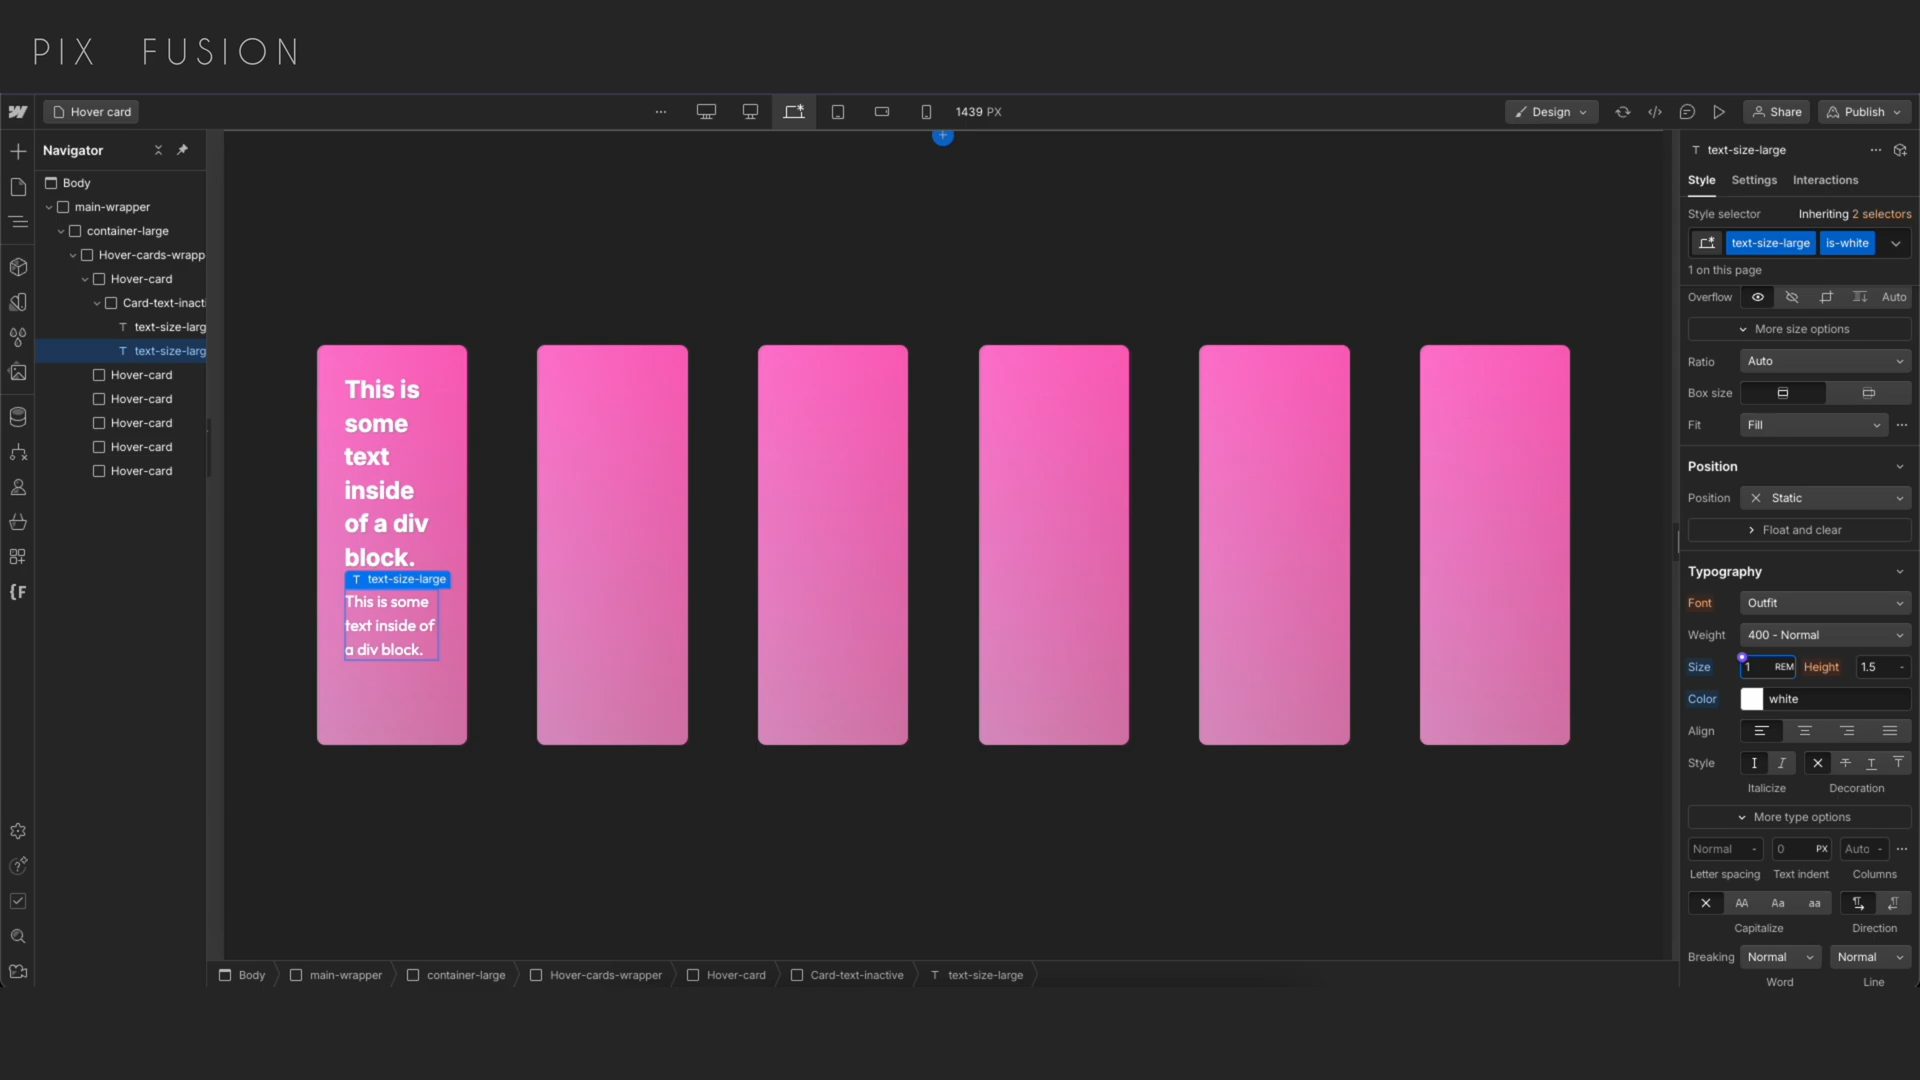 PIX FUSION
Hover card
1439 PX
Design
Share
Publish
Navigator
Body
main-wrapper
container-large
Hover-cards-wrapp
Hover-card
Card-text-inacti
text-size-larg
text-size-larg
Hover-card
Hover-card
Hover-card
Hover-card
Hover-card
This is
some
text
inside
of a div
block.
text-size-large
This is some
text inside of
a div block.
text-size-large
Style Settings Interactions
Style selector Inheriting 2 selectors
text-size-large is-white
1 on this page
Overflow Auto
More size options
Ratio Auto
Box size
Fit Fill
Position
Position Static
Float and clear
Typography
Font Outfit
Weight 400 - Normal
Size 1 REM Height 1.5 -
Color white
Align
Style
Italicize Decoration
More type options
Normal - 0 PX Auto -
Letter spacing Text indent Columns
AA Aa aa
Capitalize Direction
Breaking Normal Normal
Word Line
Body main-wrapper container-large Hover-cards-wrapper Hover-card Card-text-inactive text-size-large